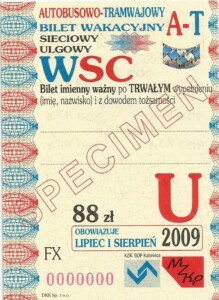 AUTOBUSOWO-TRAMWAJOWY
BILET WAKACYJNY A-T
SIECIOWY
ULGOWY
WSC
Bilet imienny ważny po TRWAŁYM wypełnieniu
(imię, nazwisko) i z dowodem tożsamości
SPECIMEN
88 zł
U
OBOWIĄZUJE
LIPIEC I SIERPIEŃ 2009
FX
KZK GOP Katowice
MZKP
0000000